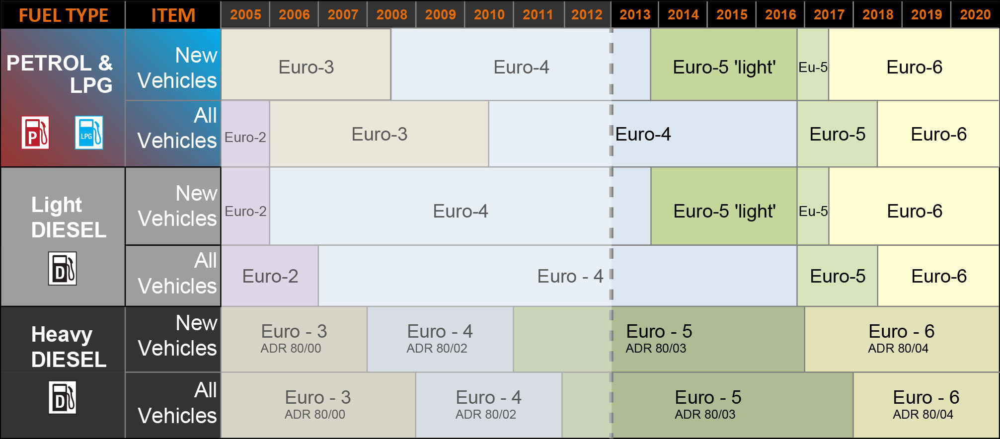 FUEL TYPE ITEM 2005 2006 2007 2008 2009 2010 2011 2012 2013 2014 2015 2016 2017 2018 2019 2020
PETROL &
LPG
P LPG
New
Vehicles
Euro-3 Euro-4 Euro-5 'light' Eu-5 Euro-6
All
Vehicles
Euro-2 Euro-3 Euro-4 Euro-5 Euro-6
Light
DIESEL
D
New
Vehicles
Euro-2 Euro-4 Euro-5 'light' Eu-5 Euro-6
All
Vehicles
Euro-2 Euro - 4 Euro-5 Euro-6
Heavy
DIESEL
D
New
Vehicles
Euro - 3 Euro - 4 Euro - 5 Euro - 6
ADR 80/00 ADR 80/02 ADR 80/03 ADR 80/04
All
Vehicles
Euro - 3 Euro - 4 Euro - 5 Euro - 6
ADR 80/00 ADR 80/02 ADR 80/03 ADR 80/04